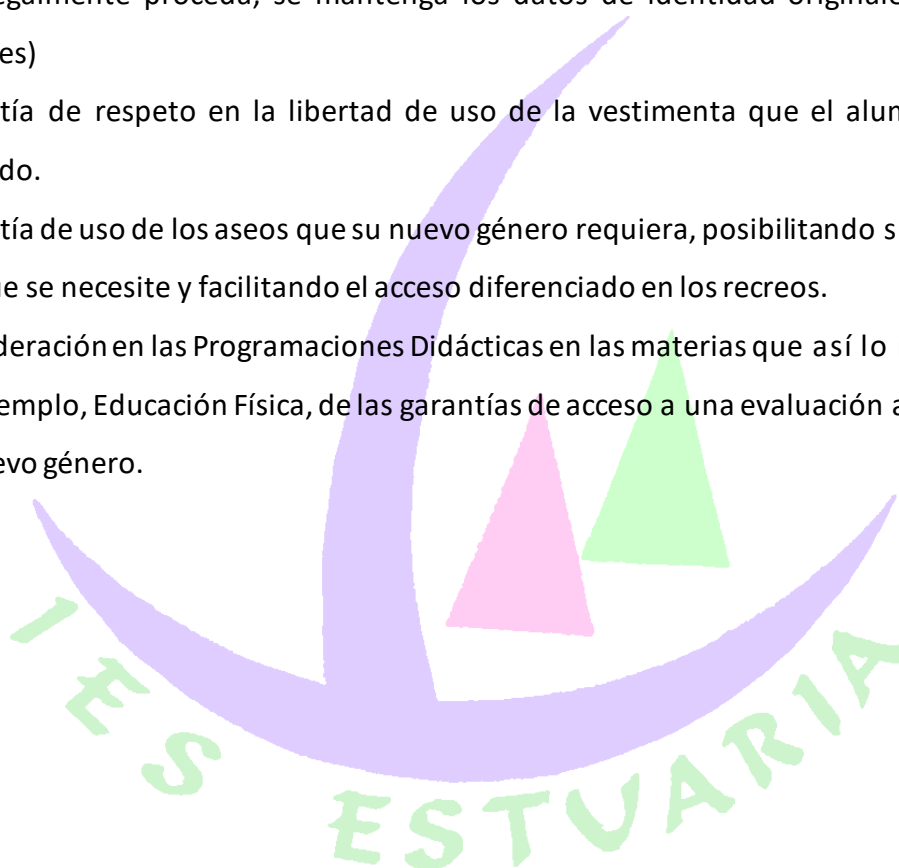 egalmente proceda, se mantenga los datos de identidad originale
es)
tía de respeto en la libertad de uso de la vestimenta que el alun
do.
tía de uso de los aseos que su nuevo género requiera, posibilitando s
ue se necesite y facilitando el acceso diferenciado en los recreos.
deración en las Programaciones Didácticas en las materias que así lo
emplo, Educación Física, de las garantías de acceso a una evaluación a
evo género.
IES ESTUARIA